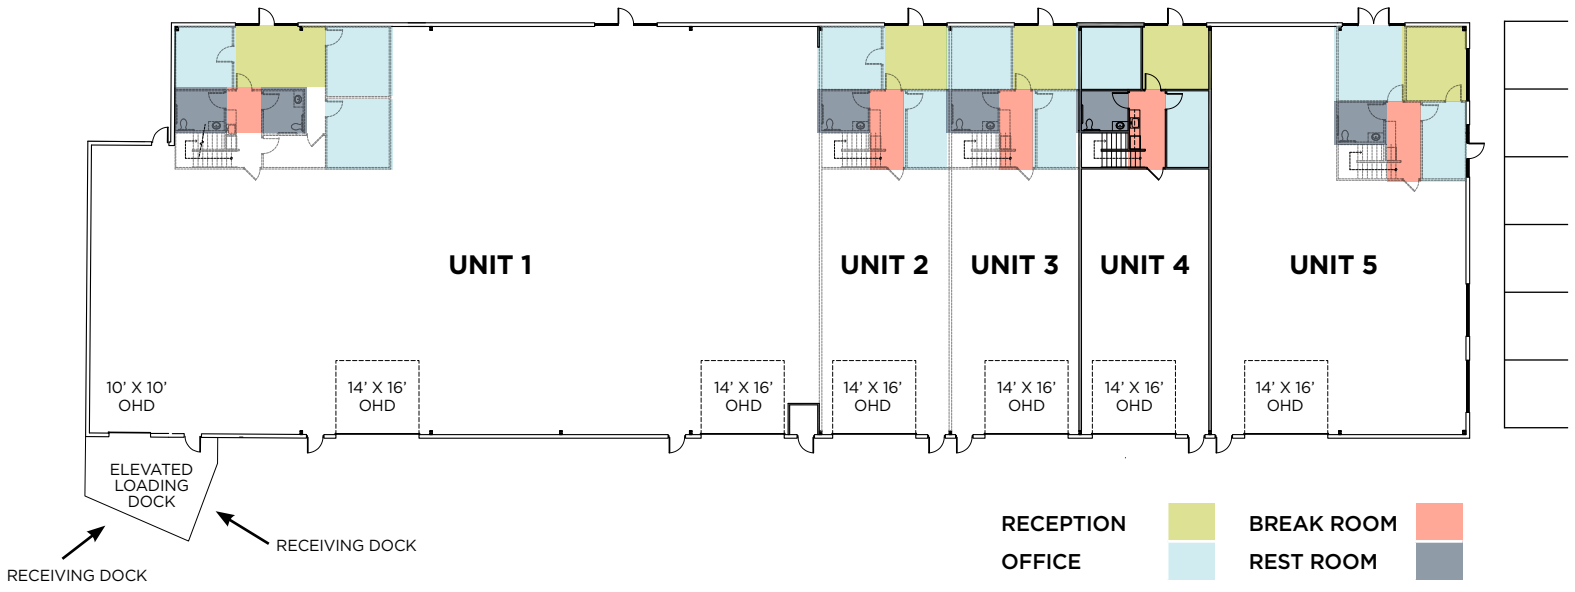 UNIT 1
UNIT 2
UNIT 3
UNIT 4
UNIT 5
10’ X 10’
OHD
14’ X 16’
OHD
14’ X 16’
OHD
14’ X 16’
OHD
14’ X 16’
OHD
14’ X 16’
OHD
14’ X 16’
OHD
ELEVATED
LOADING
DOCK
RECEIVING DOCK
RECEIVING DOCK
RECEPTION
OFFICE
BREAK ROOM
REST ROOM